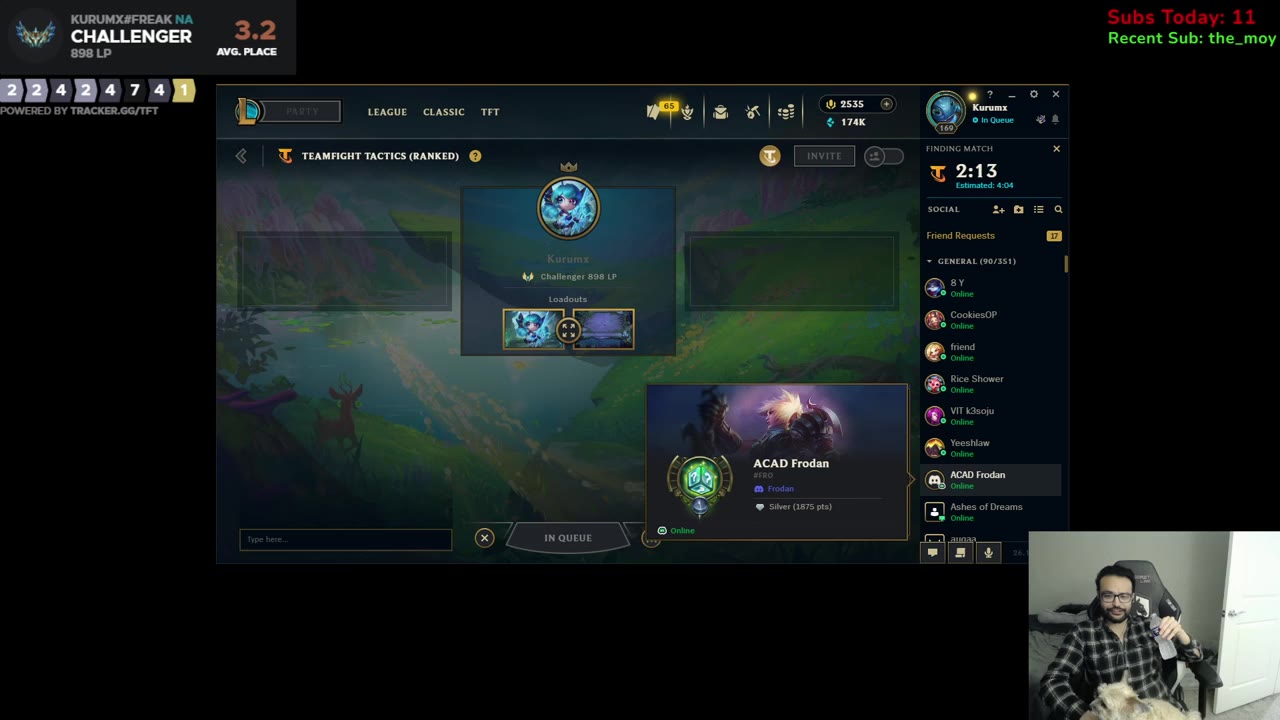 KURUMX#FREAK NA
CHALLENGER
898 LP
3.2
AVG. PLACE
2 2 4 2 4 7 4 1
POWERED BY TRACKER.GG/TFT
Subs Today: 11
Recent Sub: the_moy
PARTY
LEAGUE
CLASSIC
TFT
65
2535
174K
169
Kurumx
In Queue
TEAMFIGHT TACTICS (RANKED)
INVITE
FINDING MATCH
2:13
Estimated: 4:04
SOCIAL
Friend Requests
17
GENERAL (90/351)
8 Y
Online
CookiesOP
Online
friend
Online
Rice Shower
Online
VIT k3soju
Online
Yeeshlaw
Online
ACAD Frodan
Online
Ashes of Dreams
Online
Kurumx
Challenger 898 LP
Loadouts
ACAD Frodan
#FRO
Frodan
Silver (1875 pts)
Online
Type here...
IN QUEUE